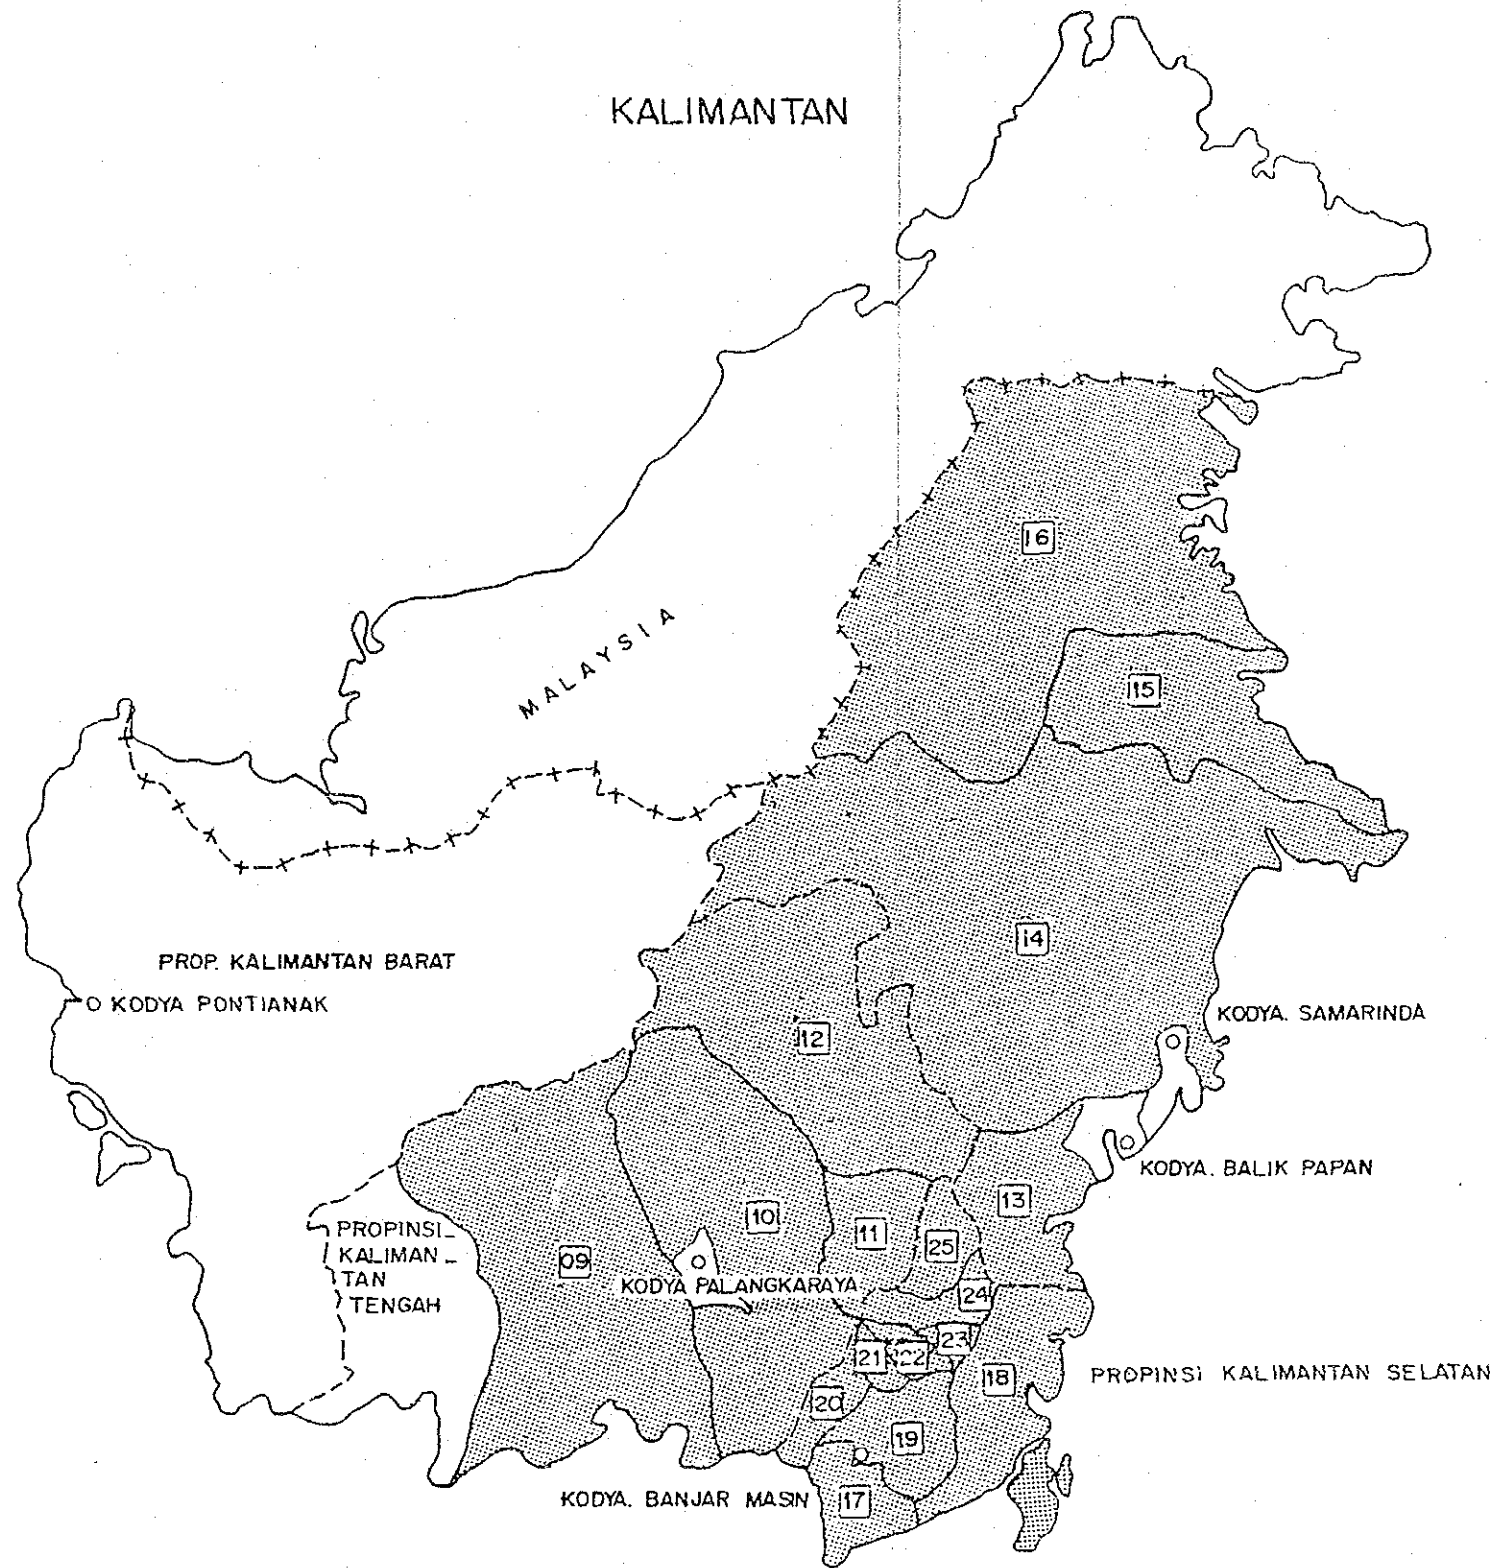 KALIMANTAN
16
MALAYSIA
15
14
PROP. KALIMANTAN BARAT
O KODYA PONTIANAK
KODYA. SAMARINDA
12
KODYA. BALIK PAPAN
13
10
11
25
PROPINSI_
KALIMAN_
TAN
TENGAH
09
KODYA PALANGKARAYA
24
23
21
22
18
PROPINSI KALIMANTAN SELATAN
20
19
KODYA. BANJAR MASIN
17